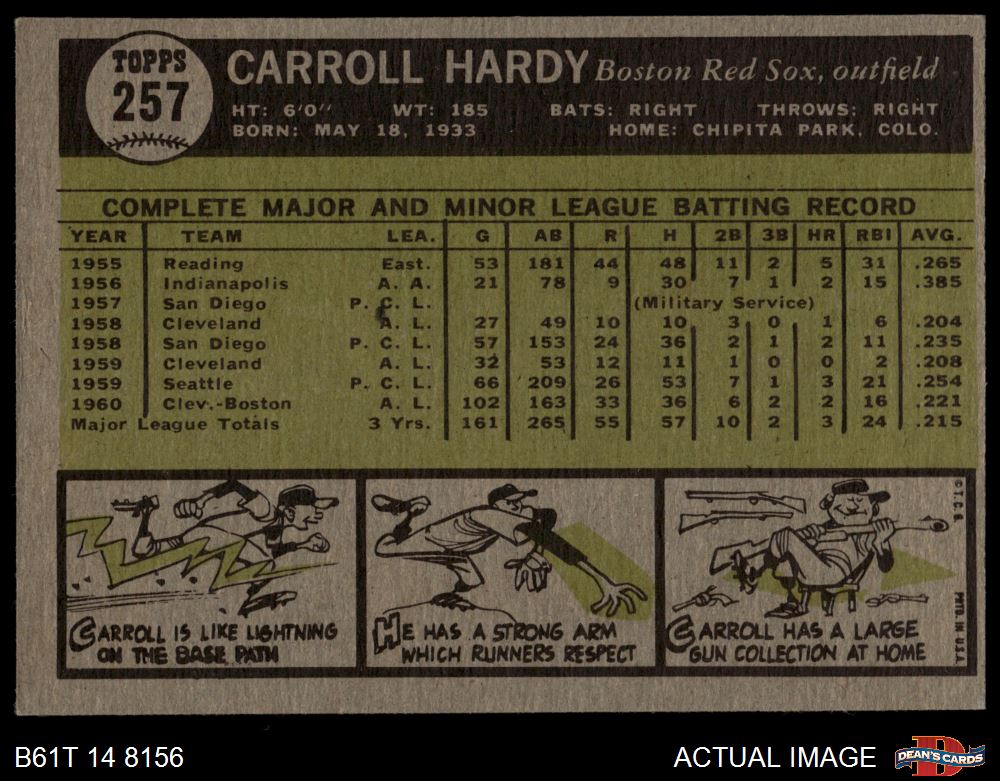 TOPPS
257
CARROLL HARDY Boston Red Sox, outfield
HT: 6'0" WT: 185 BATS: RIGHT THROWS: RIGHT
BORN: MAY 18, 1933 HOME: CHIPITA PARK, COLO.
COMPLETE MAJOR AND MINOR LEAGUE BATTING RECORD
YEAR TEAM LEA. G AB R H 2B 3B HR RBI AVG.
1955 Reading East. 53 181 44 48 11 2 5 31 .265
1956 Indianapolis A. A. 21 78 9 30 7 1 2 15 .385
1957 San Diego P. C. L. (Military Service)
1958 Cleveland A. L. 27 49 10 10 3 0 1 6 .204
1958 San Diego P. C. L. 57 153 24 36 2 1 2 11 .235
1959 Cleveland A. L. 32 53 12 11 1 0 0 2 .208
1959 Seattle P. C. L. 66 209 26 53 7 1 3 21 .254
1960 Clev.-Boston A. L. 102 163 33 36 6 2 2 16 .221
Major League Totals 3 Yrs. 161 265 55 57 10 2 3 24 .215
CARROLL IS LIKE LIGHTNING
ON THE BASE PATH
HE HAS A STRONG ARM
WHICH RUNNERS RESPECT
CARROLL HAS A LARGE
GUN COLLECTION AT HOME
© T. C. G.
PRTD. IN U.S.A.
B61T 14 8156
ACTUAL IMAGE
D
DEAN'S CARDS